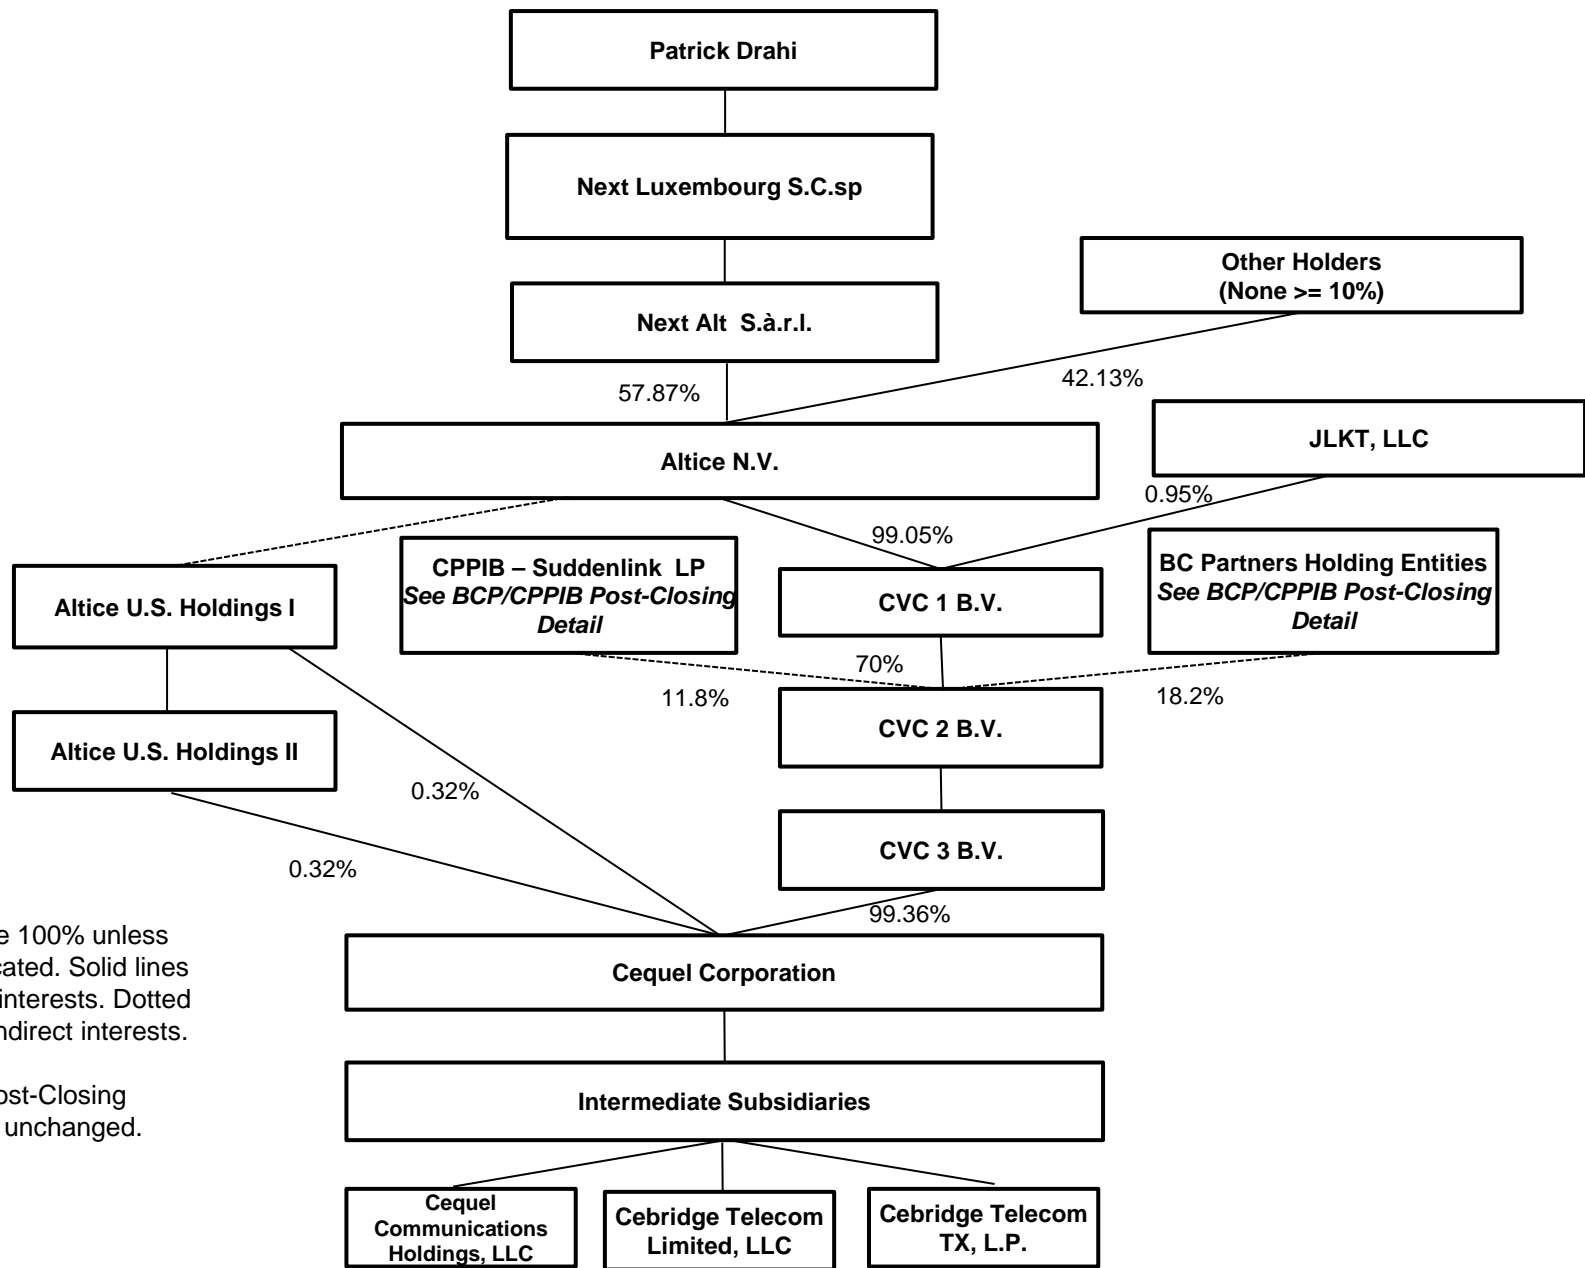 Patrick Drahi
Next Luxembourg S.C.sp
Other Holders
(None >= 10%)
Next Alt S.à.r.l.
57.87%
42.13%
JLKT, LLC
Altice N.V.
0.95%
99.05%
CPPIB – Suddenlink LP
See BCP/CPPIB Post-Closing
Detail
BC Partners Holding Entities
See BCP/CPPIB Post-Closing
Detail
Altice U.S. Holdings I
CVC 1 B.V.
70%
11.8%
18.2%
Altice U.S. Holdings II
CVC 2 B.V.
0.32%
CVC 3 B.V.
0.32%
99.36%
e 100% unless
cated. Solid lines
interests. Dotted
ndirect interests.
Cequel Corporation
ost-Closing
unchanged.
Intermediate Subsidiaries
Cequel
Communications
Holdings, LLC
Cebridge Telecom
Limited, LLC
Cebridge Telecom
TX, L.P.